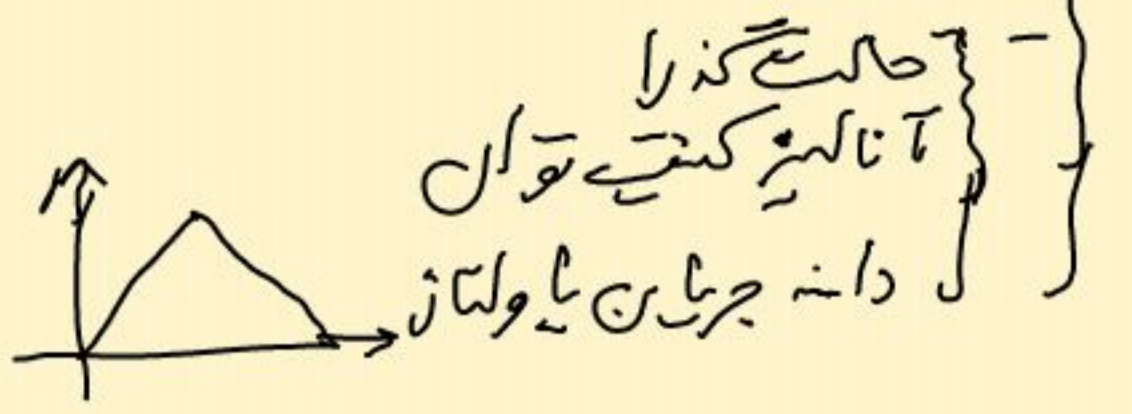 حالت گذرا
آنالیز کیفیت توان
دامنه جریان یا ولتاژ